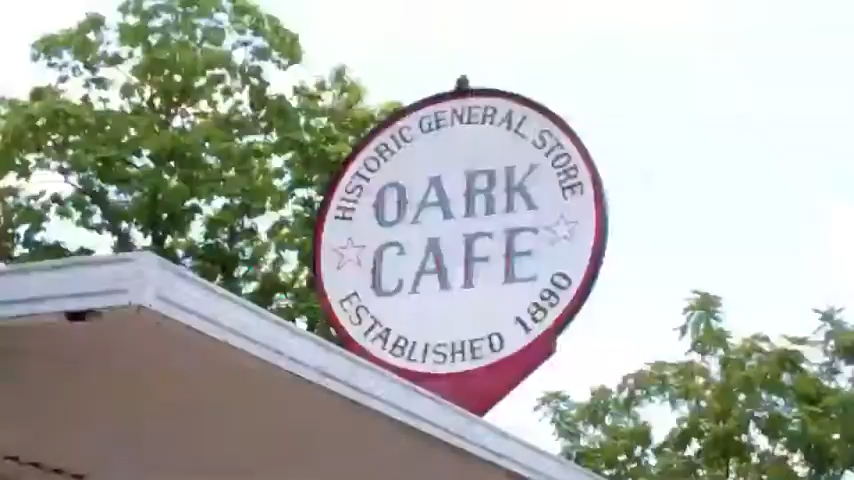 HISTORIC GENERAL STORE
OARK
CAFE
ESTABLISHED 1890